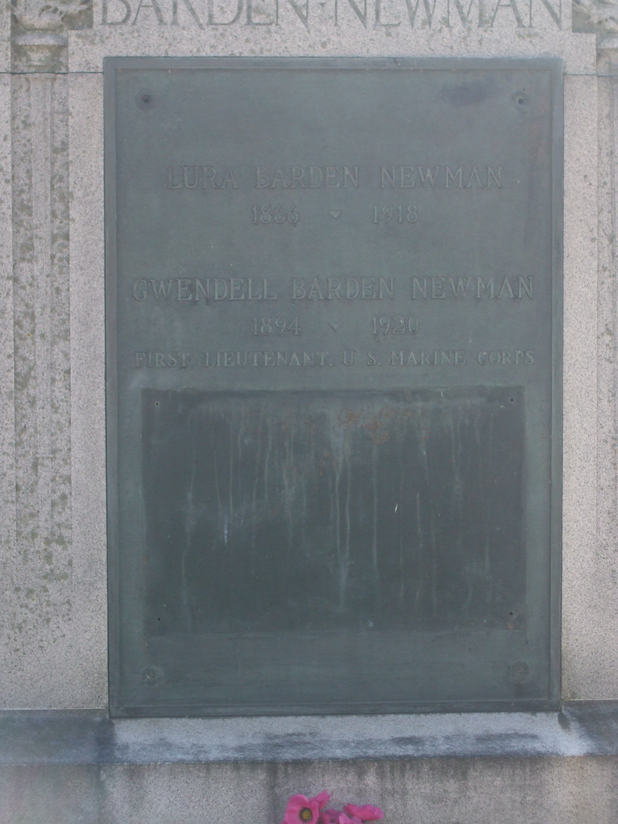 BARDEN · NEWMAN
LURA BARDEN NEWMAN
1866 1918
GWENDELL BARDEN NEWMAN
1894 1920
FIRST LIEUTENANT, U.S. MARINE CORPS